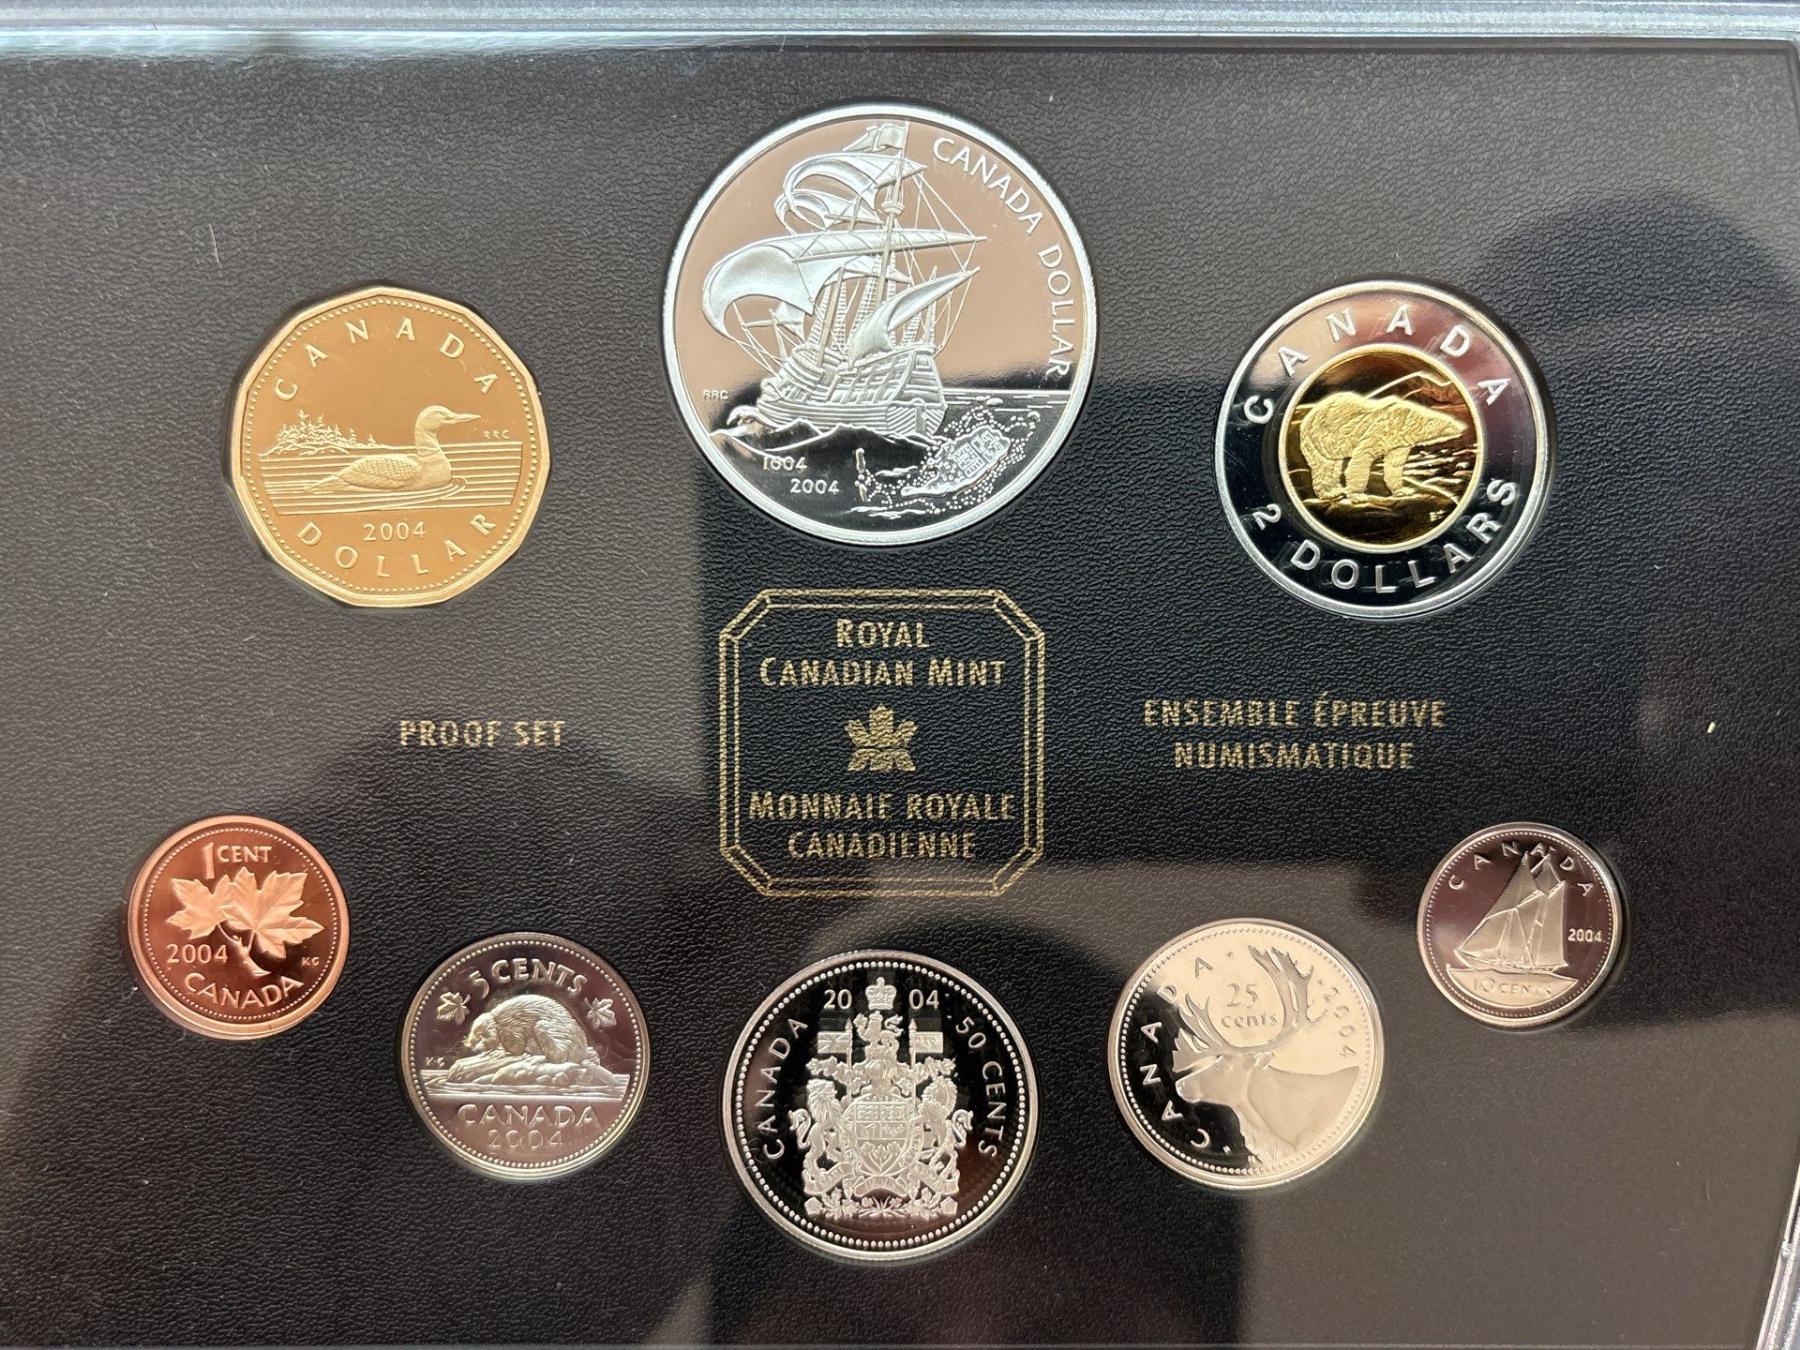 CANADA
RRC
2004
DOLLAR
CANADA DOLLAR
RRC
1604
2004
CANADA
2 DOLLARS
ROYAL
CANADIAN MINT
MONNAIE ROYALE
CANADIENNE
PROOF SET
ENSEMBLE ÉPREUVE
NUMISMATIQUE
1 CENT
2004
KG
CANADA
5 CENTS
K·G
CANADA
2004
20 04
CANADA
50 CENTS
25
cents
CANADA
2004
CANADA
2004
10 CENTS